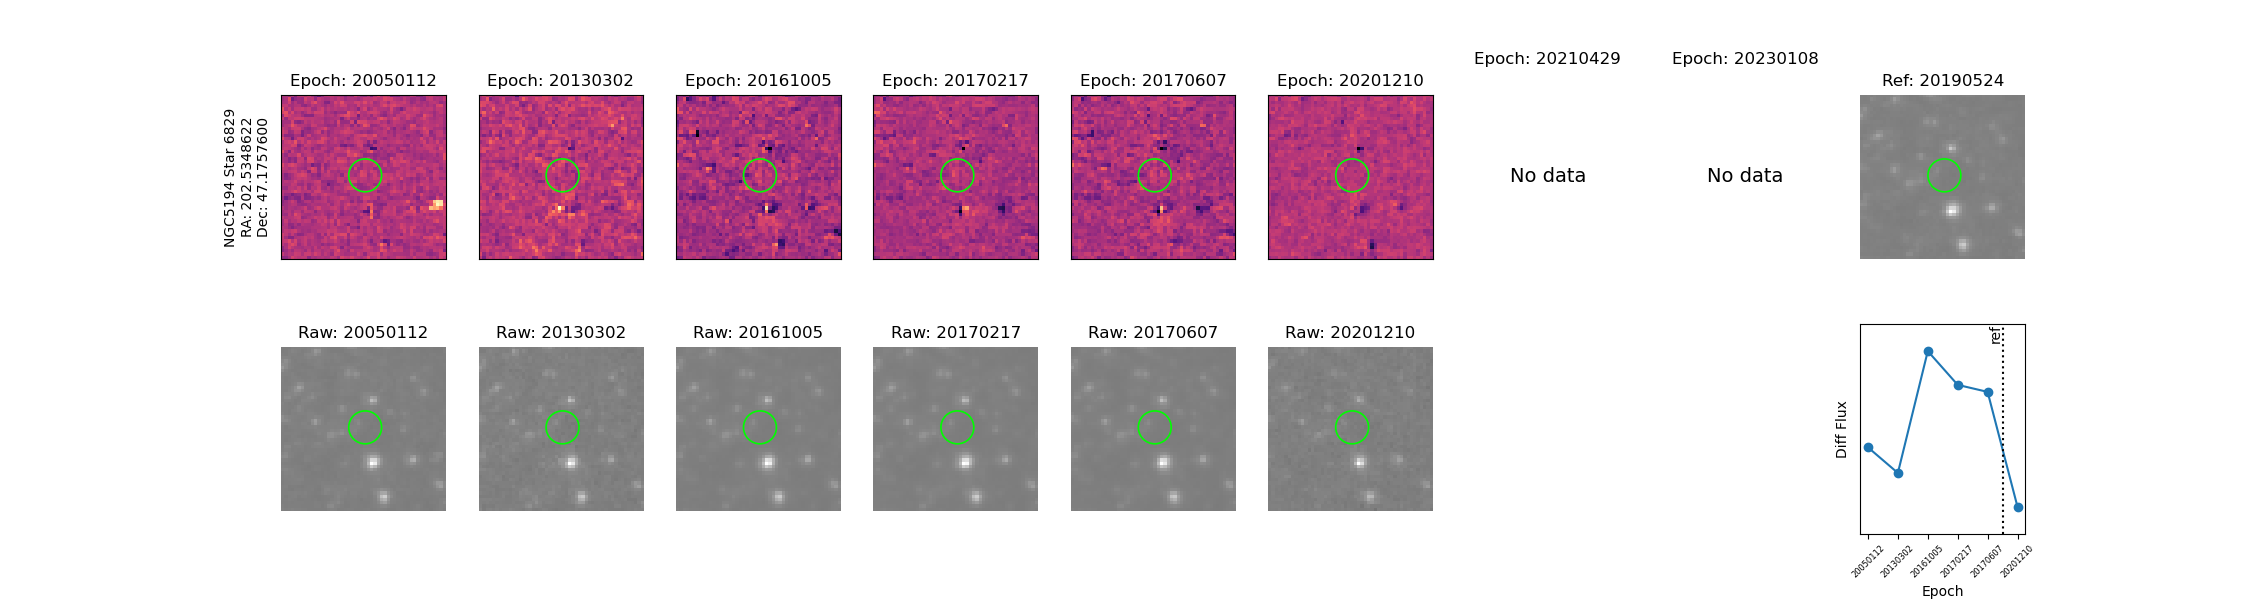 Epoch: 20050112
Epoch: 20130302
Epoch: 20161005
Epoch: 20170217
Epoch: 20170607
Epoch: 20201210
Epoch: 20210429
Epoch: 20230108
Ref: 20190524
NGC5194 Star 6829
RA: 202.5348622
Dec: 47.1757600
No data
No data
Raw: 20050112
Raw: 20130302
Raw: 20161005
Raw: 20170217
Raw: 20170607
Raw: 20201210
ref
Diff Flux
20050112
20130302
20161005
20170217
20170607
20201210
Epoch